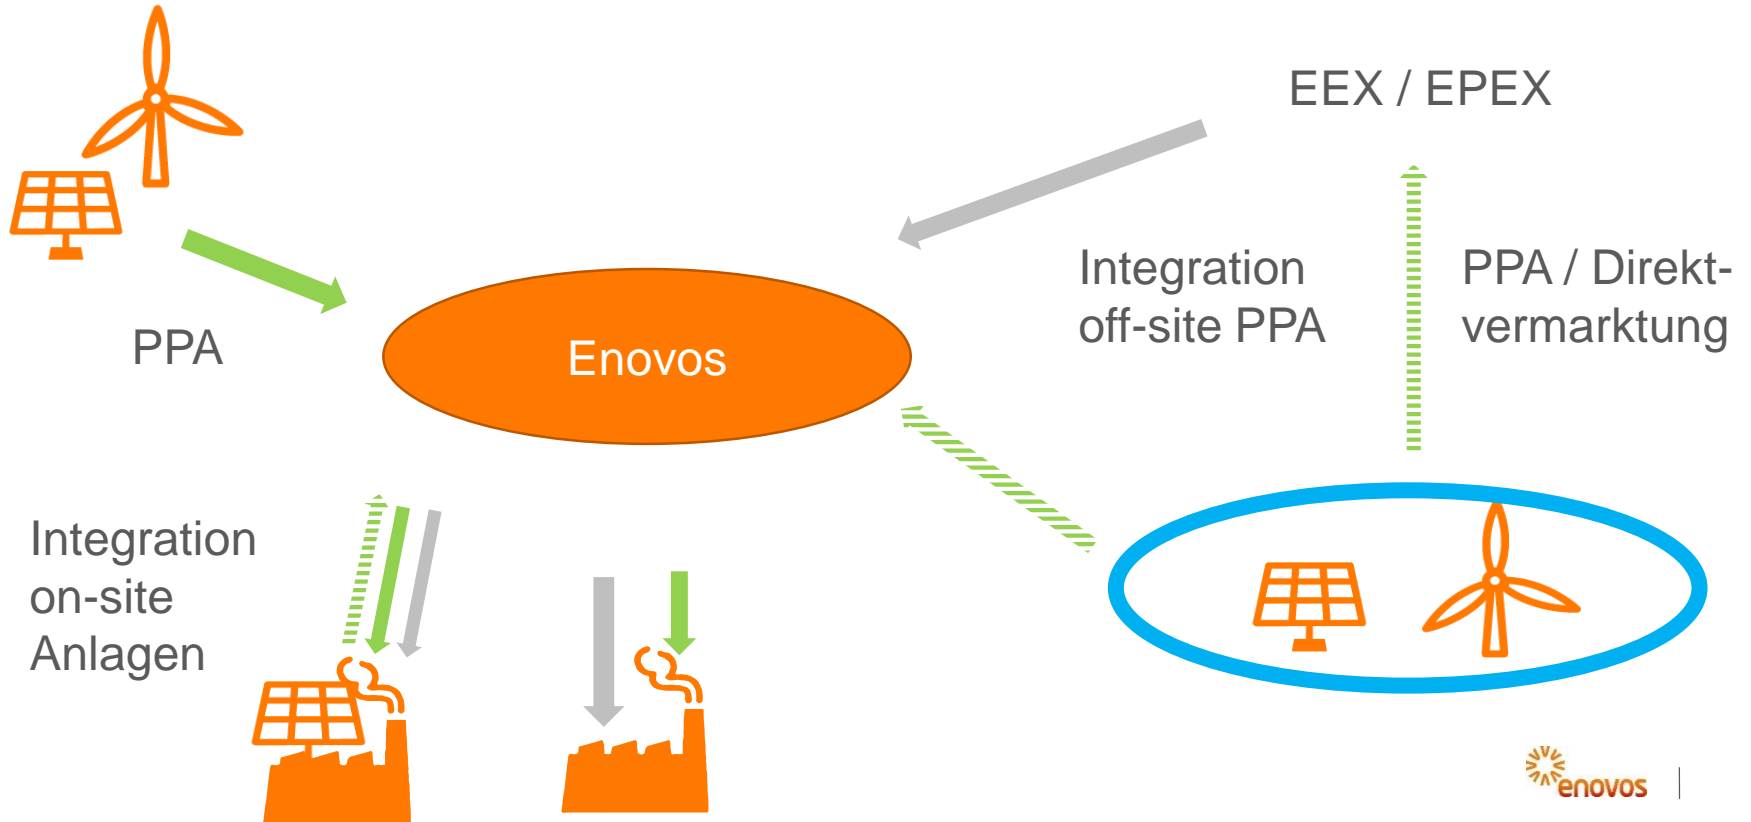 EEX / EPEX
Integration
off-site PPA
PPA / Direkt-
vermarktung
PPA
Enovos
Integration
on-site
Anlagen
enovos